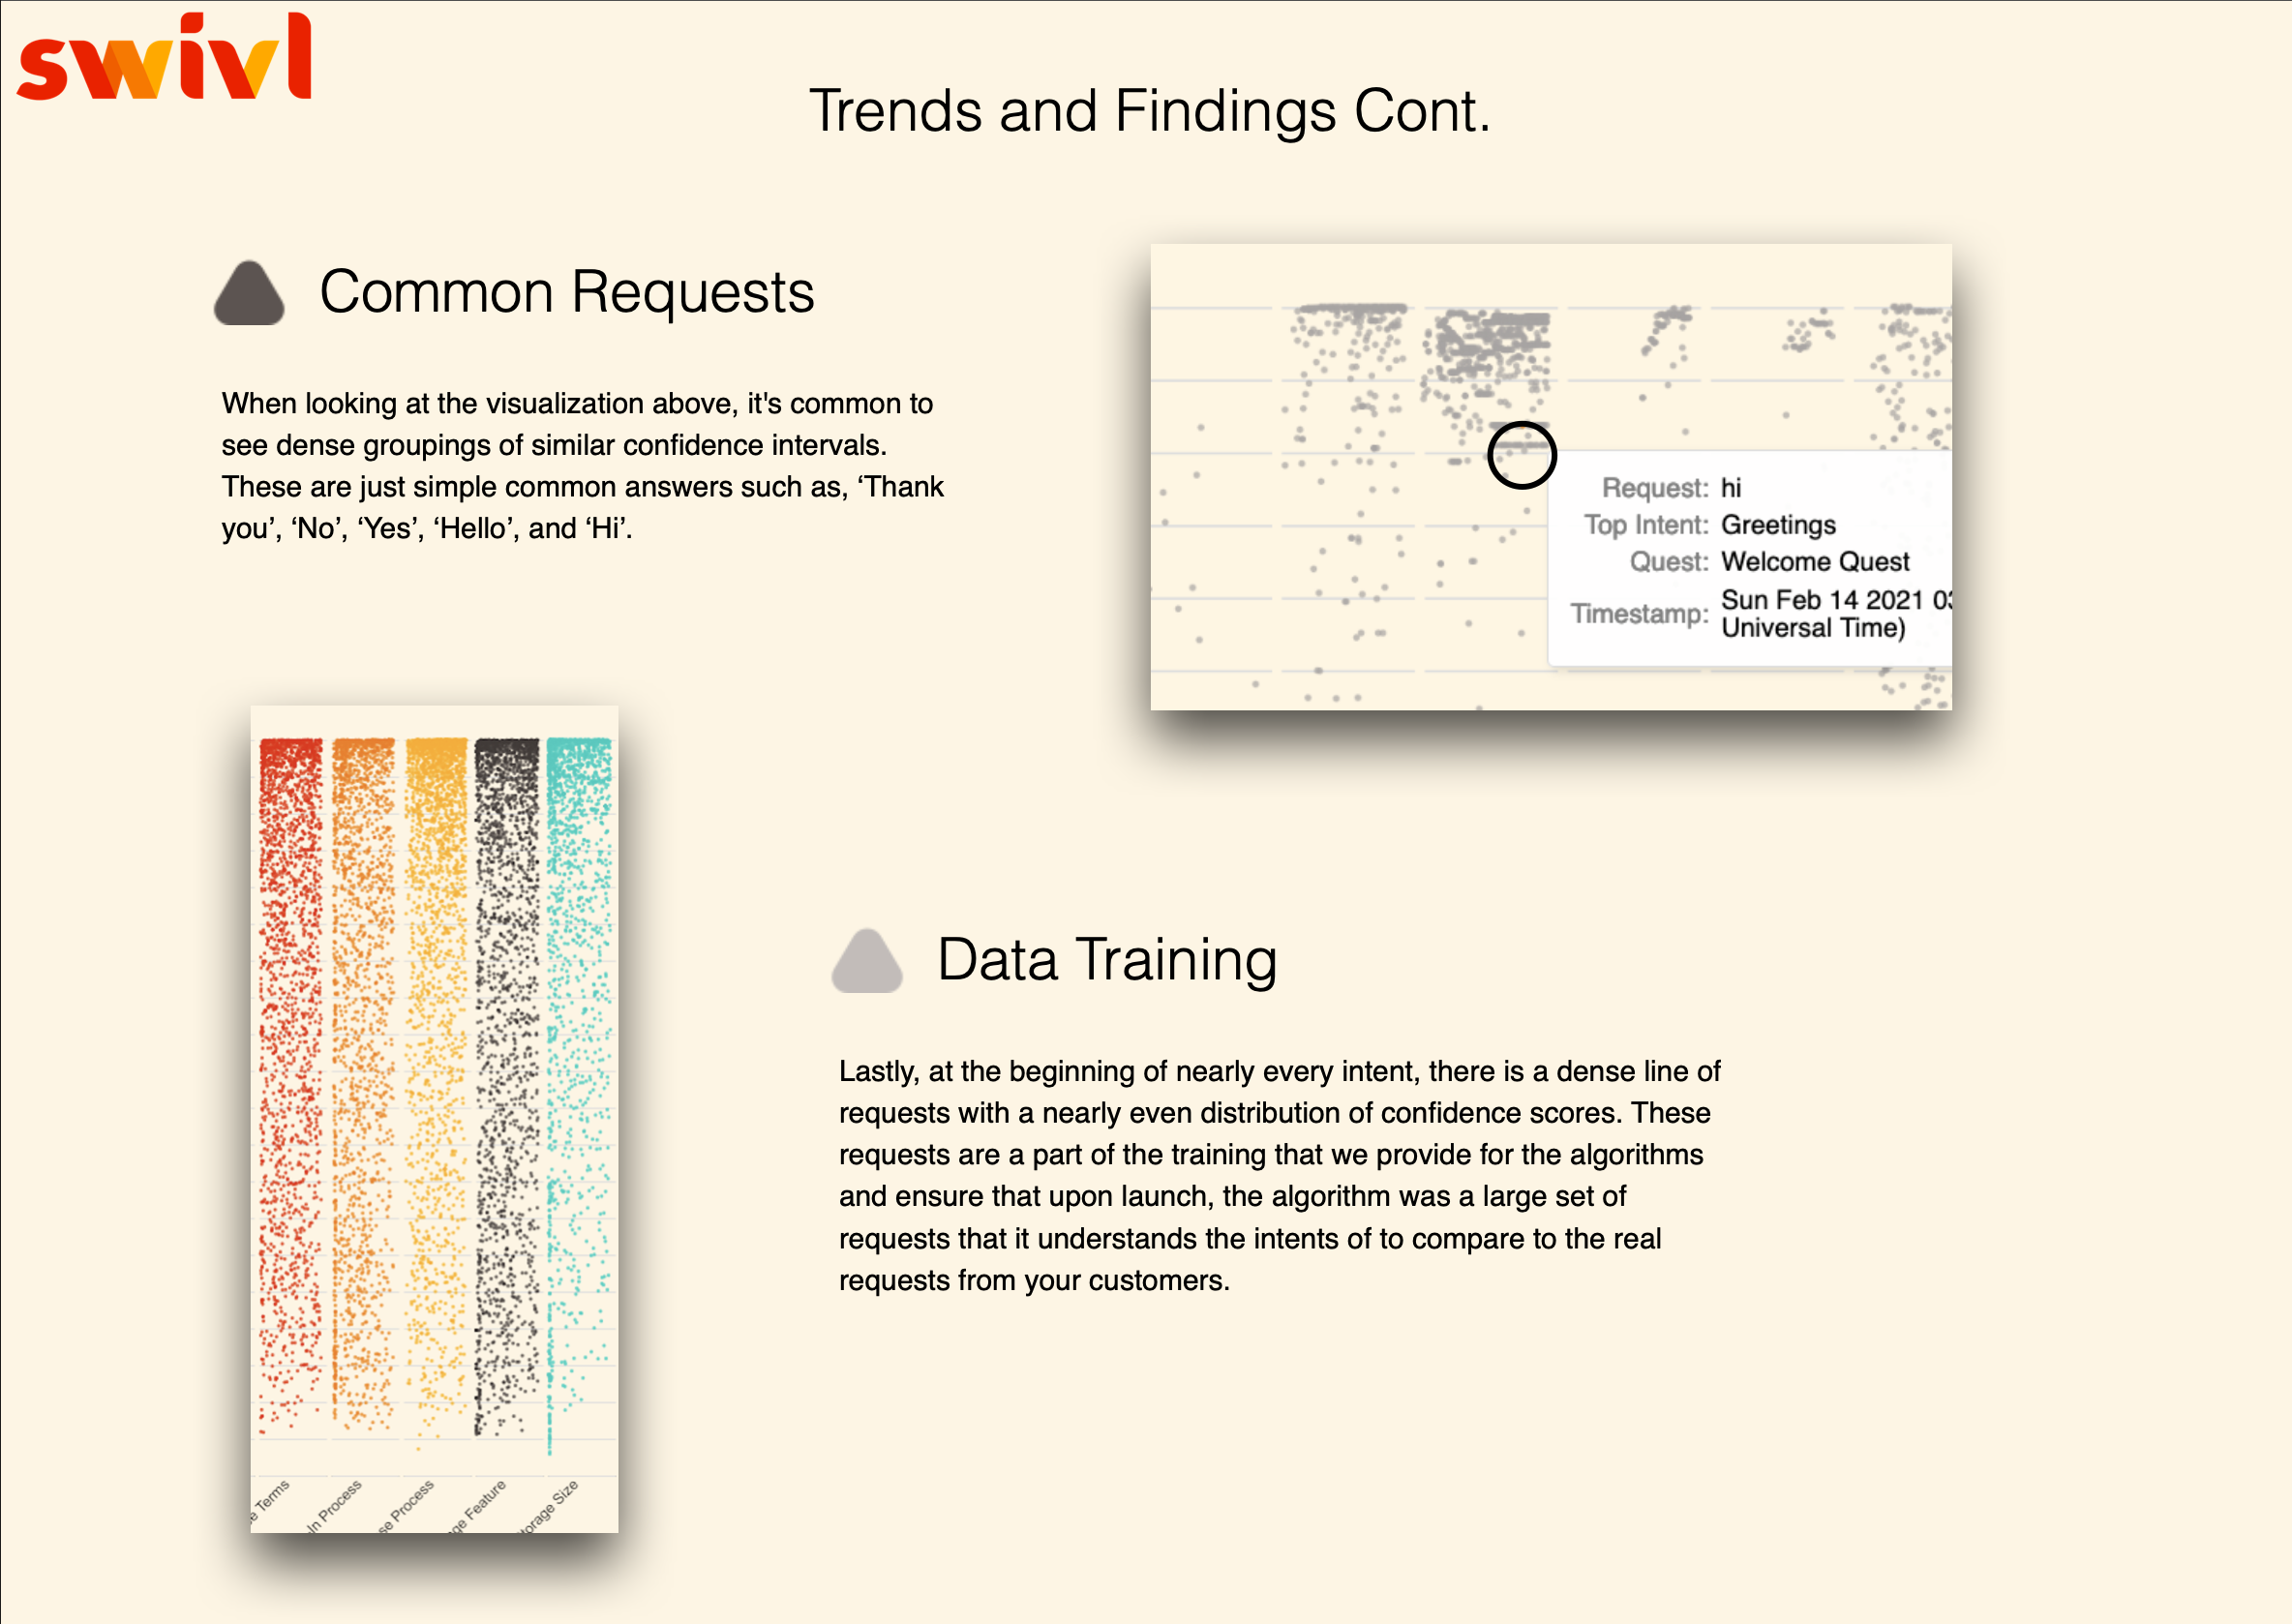 swivl
Trends and Findings Cont.
Common Requests
When looking at the visualization above, it's common to
see dense groupings of similar confidence intervals.
These are just simple common answers such as, ‘Thank
you’, ‘No’, ‘Yes’, ‘Hello’, and ‘Hi’.
Request: hi
Top Intent: Greetings
Quest: Welcome Quest
Timestamp: Sun Feb 14 2021
Universal Time)
Terms
In Process
Process
Feature
Size
Data Training
Lastly, at the beginning of nearly every intent, there is a dense line of
requests with a nearly even distribution of confidence scores. These
requests are a part of the training that we provide for the algorithms
and ensure that upon launch, the algorithm was a large set of
requests that it understands the intents of to compare to the real
requests from your customers.